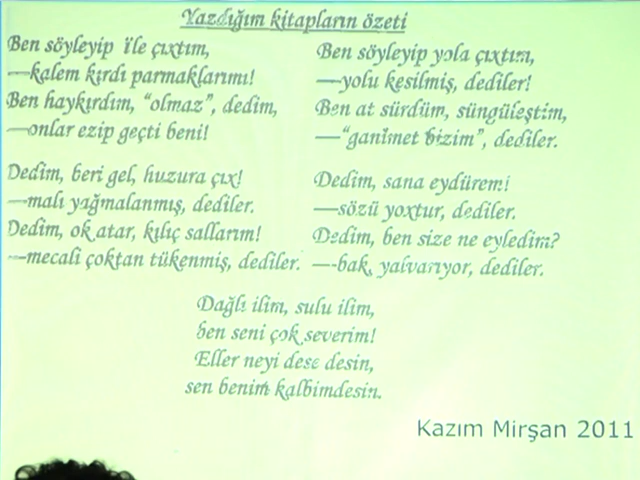 Yazdığım kitapların özeti
Ben söyleyip ile çıxtım,
—kalem kırdı parmaklarımı!
Ben haykırdım, “olmaz”, dedim,
—onlar ezip geçti beni!
Dedim, beri gel, huzura çıx!
—malı yağmalanmış, dediler.
Dedim, ok atar, kılıç sallarım!
—mecali çoktan tükenmiş, dediler.
Ben söyleyip yola çıxtım,
—yolu kesilmiş, dediler!
Ben at sürdüm, süngüleştim,
—“ganimet bizim”, dediler.
Dedim, sana eydürem!
—sözü yoxtur, dediler.
Dedim, ben size ne eyledim?
—bak, yalvarıyor, dediler.
Dağlı ilim, sulu ilim,
ben seni çok severim!
Eller neyi dese desin,
sen benim kalbimdesin.
Kazım Mirşan 2011